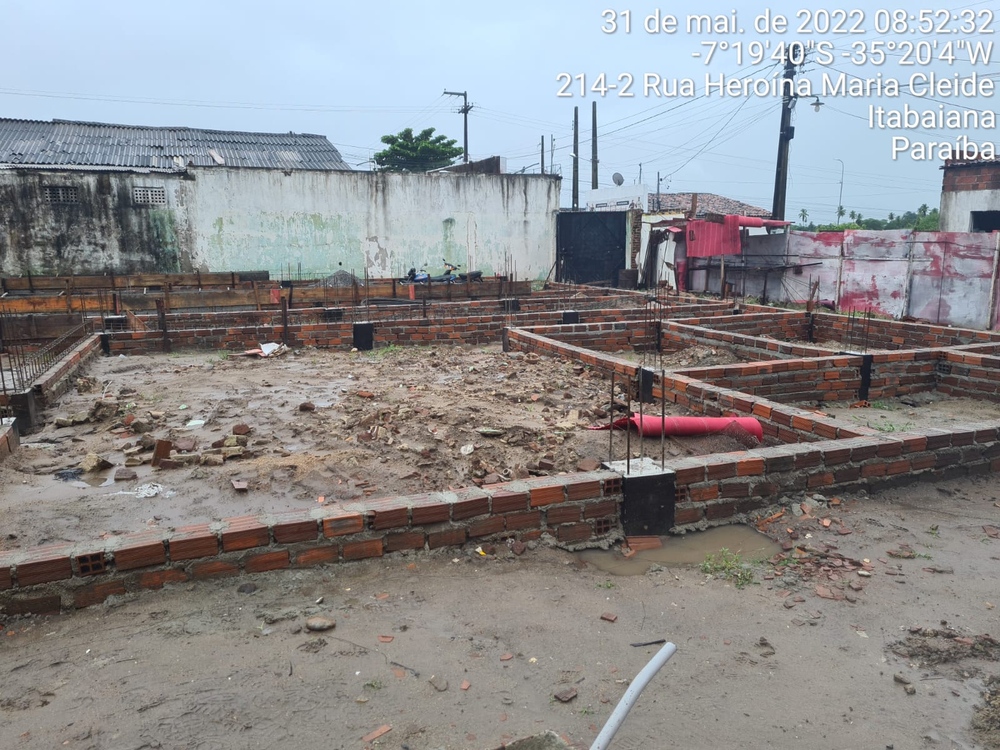 31 de mai. de 2022 08:52:32
-7°19'40"S -35°20'4"W
214-2 Rua Heroína Maria Cleide
Itabaiana
Paraíba